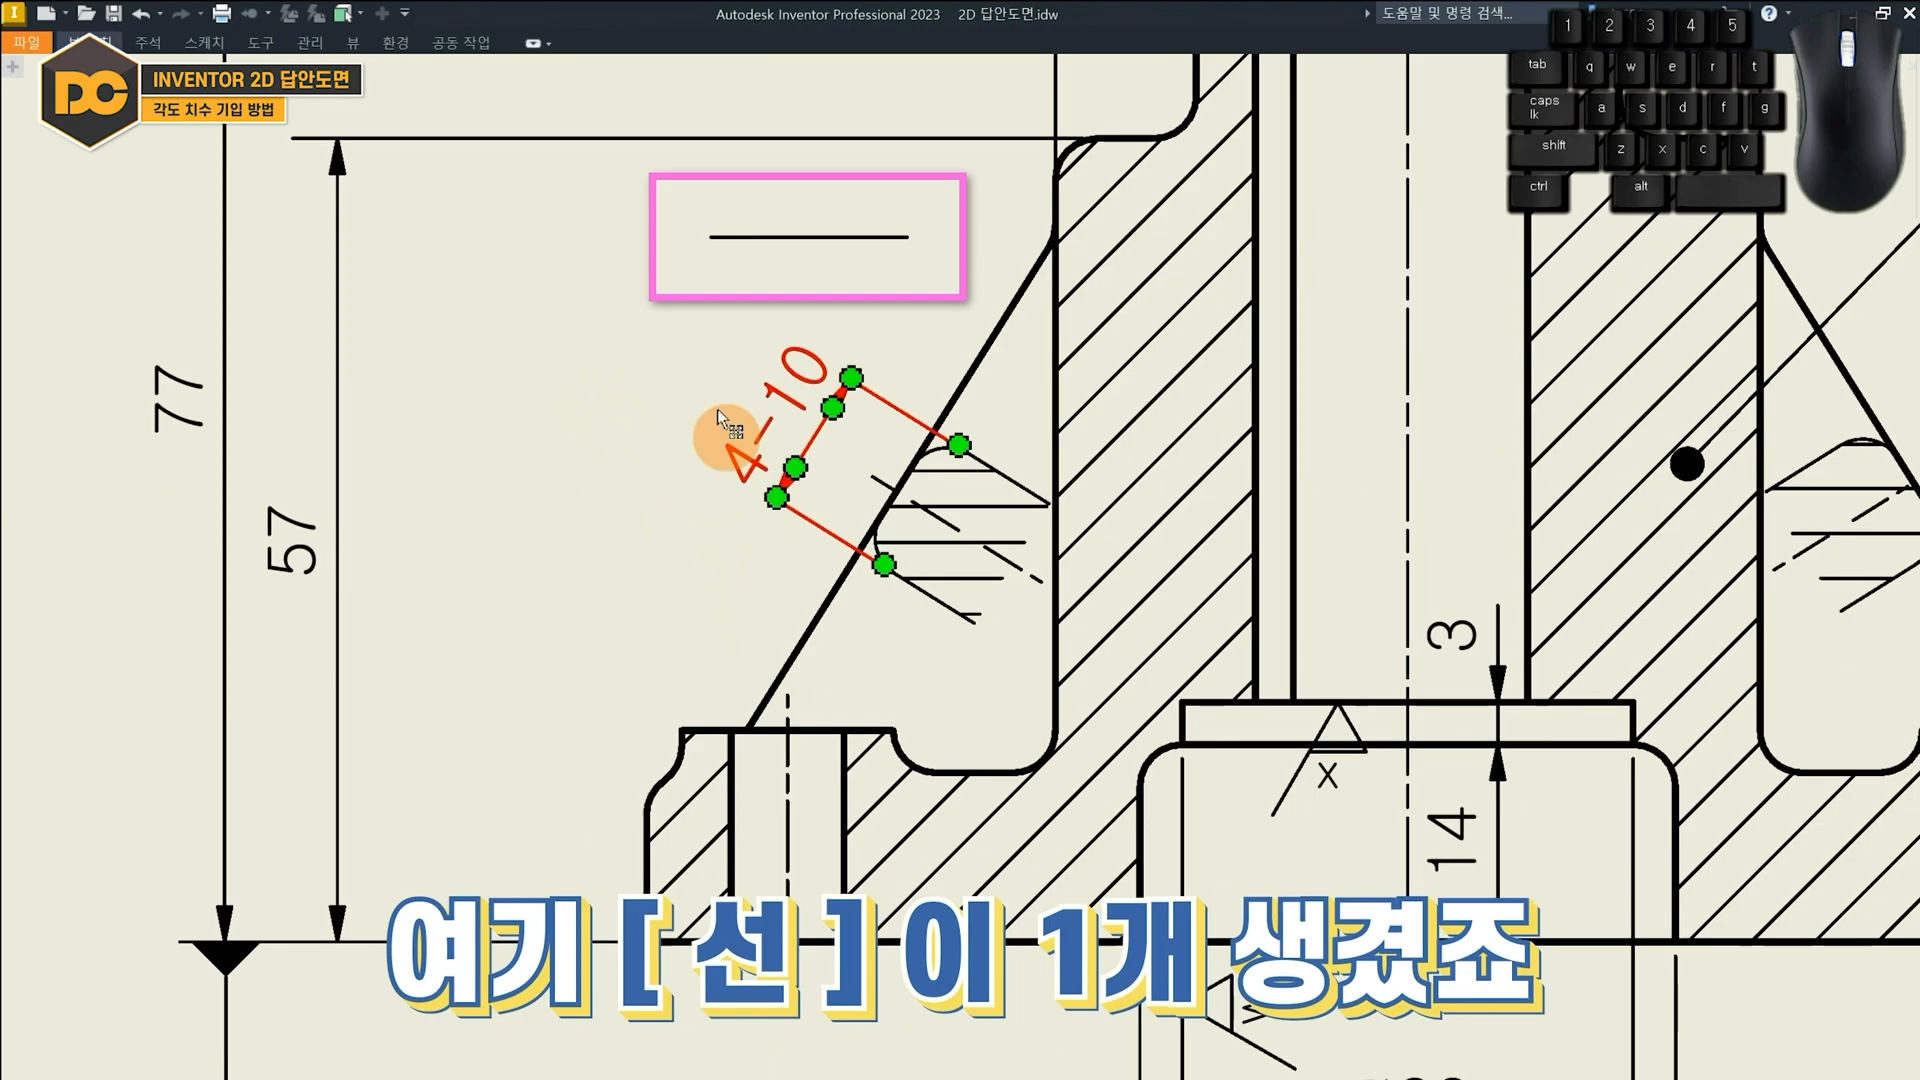 Autodesk Inventor Professional 2023 2D 답안도면.idw
도움말 및 명령 검색...
파일 주석 스케치 도구 관리 뷰 환경 공동 작업
DC
INVENTOR 2D 답안도면
각도 치수 기입 방법
1 2 3 4 5
tab q w e r t
caps lk a s d f g
shift z x c v
ctrl alt
77
57
4-10
3
14
x
여기 [ 선 ] 이 1개 생겼죠